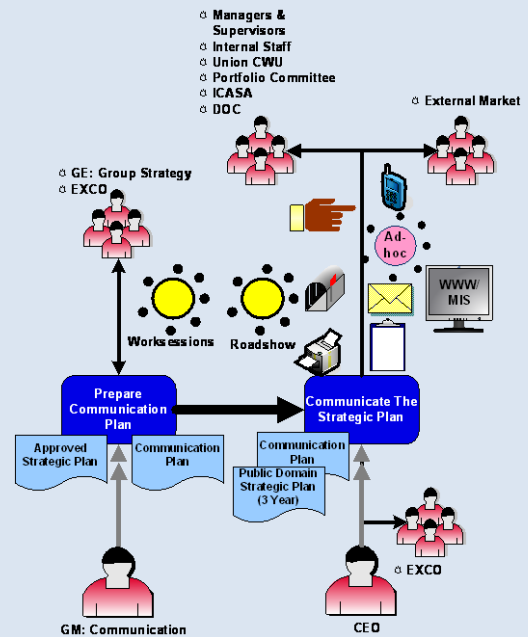 Managers &
Supervisors
Internal Staff
Union CWU
Portfolio Committee
ICASA
DOC
External Market
GE: Group Strategy
EXCO
Ad-
hoc
WWW/
MIS
Worksessions
Roadshow
Prepare
Communication
Plan
Communicate The
Strategic Plan
Approved
Strategic Plan
Communication
Plan
Communication
Plan
Public Domain
Strategic Plan
(3 Year)
EXCO
GM: Communication
CEO